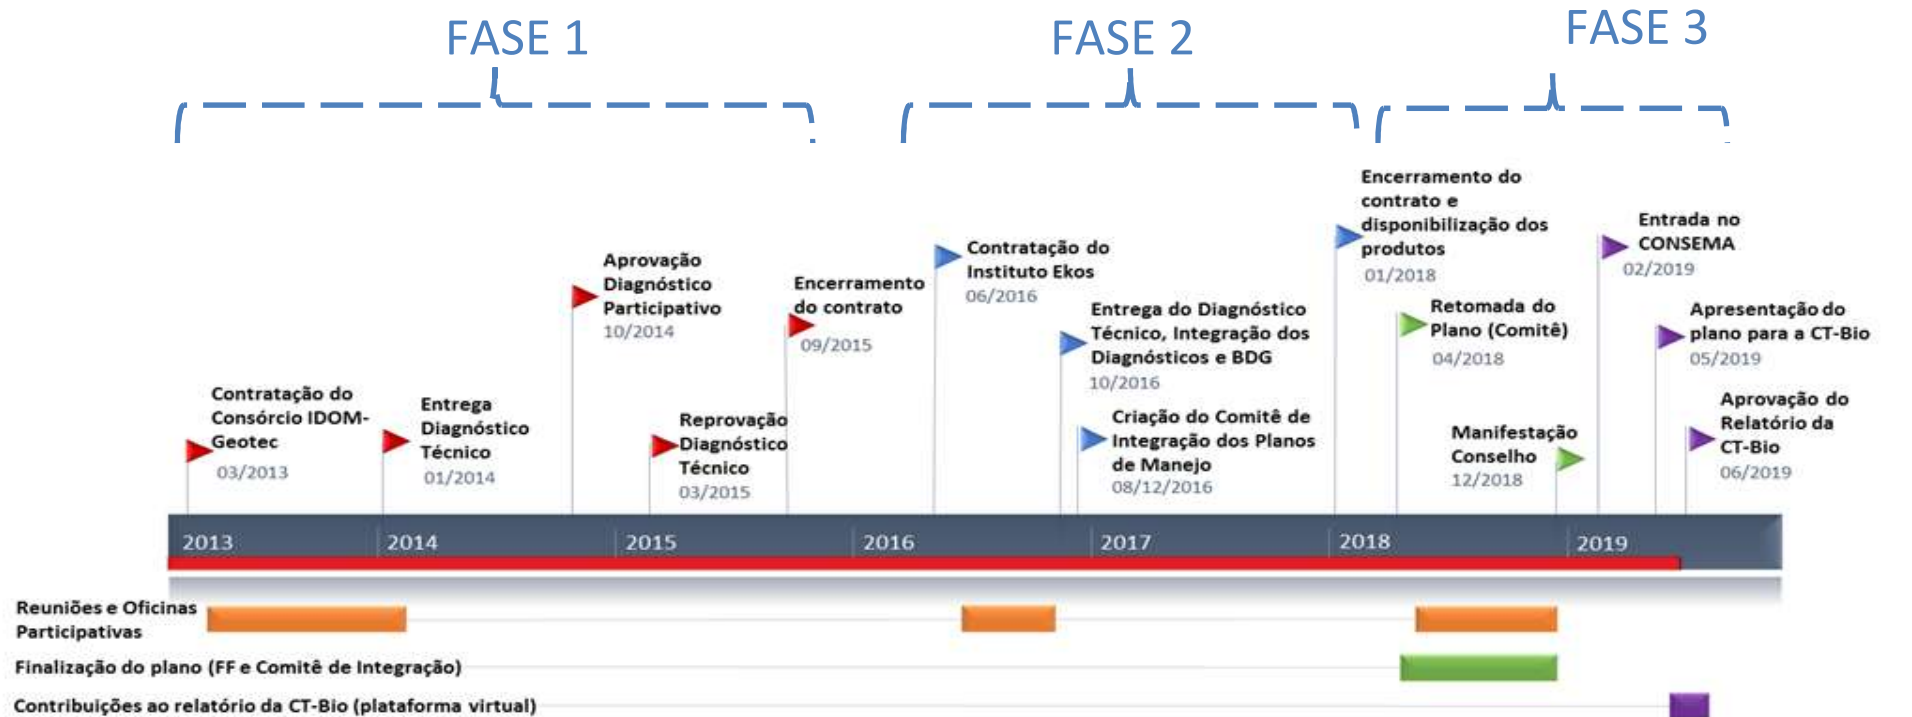 FASE 1
FASE 2
FASE 3
Contratação do
Consórcio IDOM-
Geotec
03/2013
Entrega
Diagnóstico
Técnico
01/2014
Aprovação
Diagnóstico
Participativo
10/2014
Reprovação
Diagnóstico
Técnico
03/2015
Encerramento
do contrato
09/2015
Contratação do
Instituto Ekos
06/2016
Entrega do Diagnóstico
Técnico, Integração dos
Diagnósticos e BDG
10/2016
Criação do Comitê de
Integração dos Planos
de Manejo
08/12/2016
Encerramento do
contrato e
disponibilização dos
produtos
01/2018
Retomada do
Plano (Comitê)
04/2018
Manifestação
Conselho
12/2018
Entrada no
CONSEMA
02/2019
Apresentação do
plano para a CT-Bio
05/2019
Aprovação do
Relatório da
CT-Bio
06/2019
2013
2014
2015
2016
2017
2018
2019
Reuniões e Oficinas
Participativas
Finalização do plano (FF e Comitê de Integração)
Contribuições ao relatório da CT-Bio (plataforma virtual)